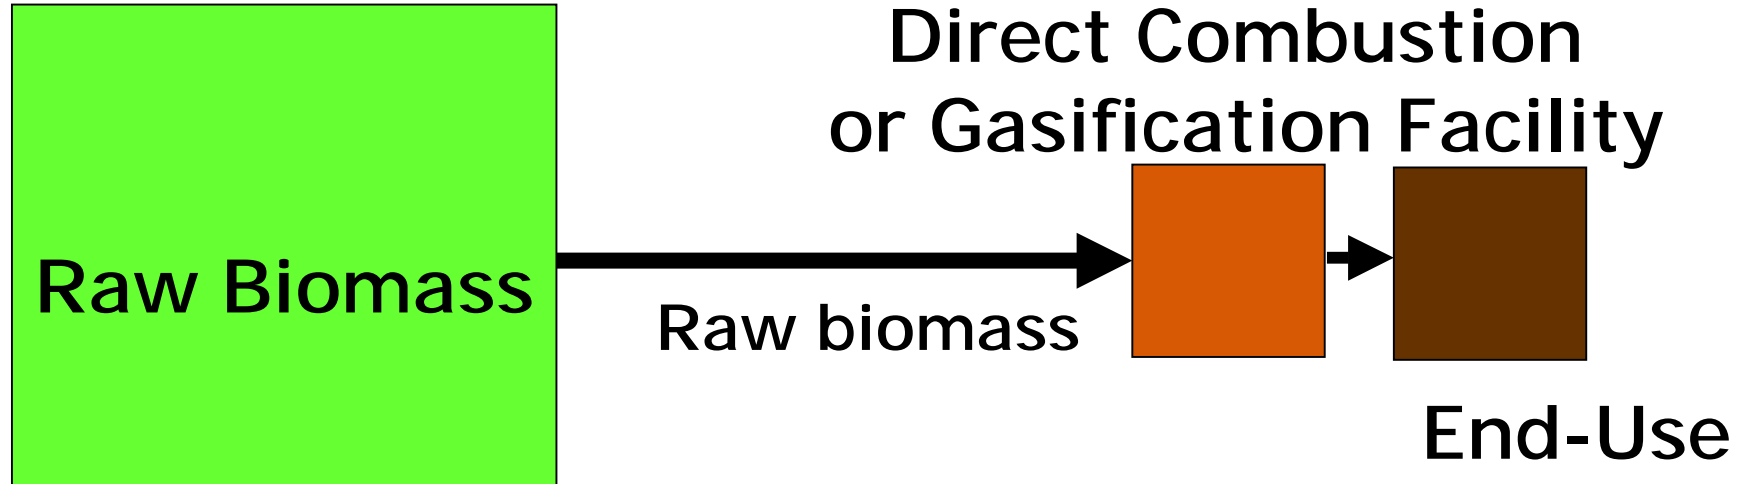 Direct Combustion
or Gasification Facility
Raw Biomass
Raw biomass
End-Use